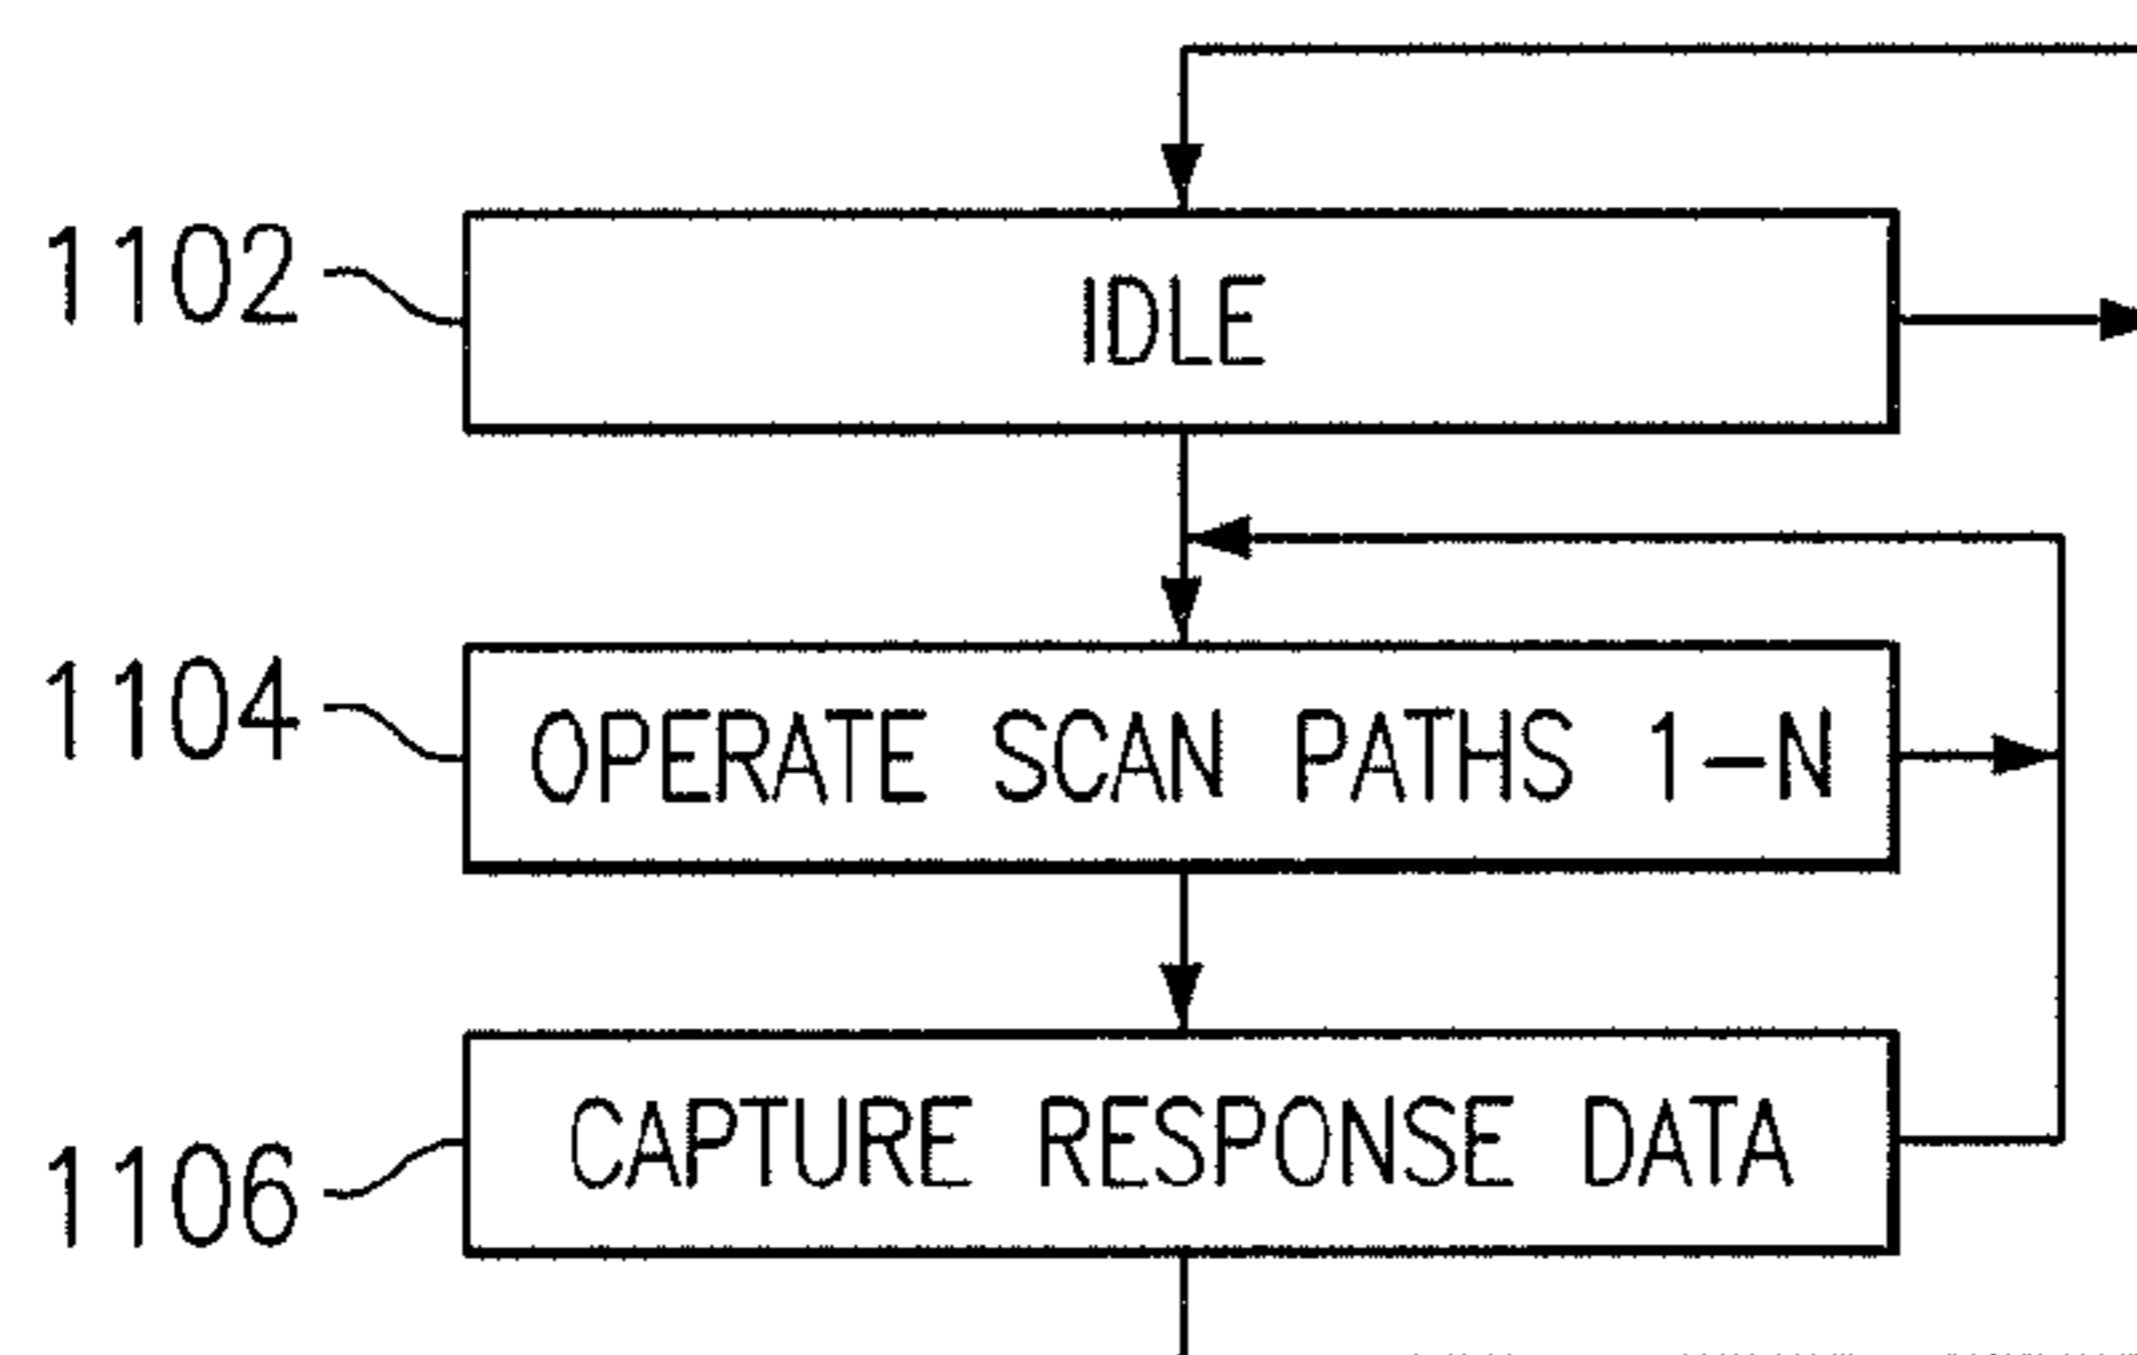 1102
IDLE
1104
OPERATE SCAN PATHS 1-N
CAPTURE RESPONSE DATA
1106